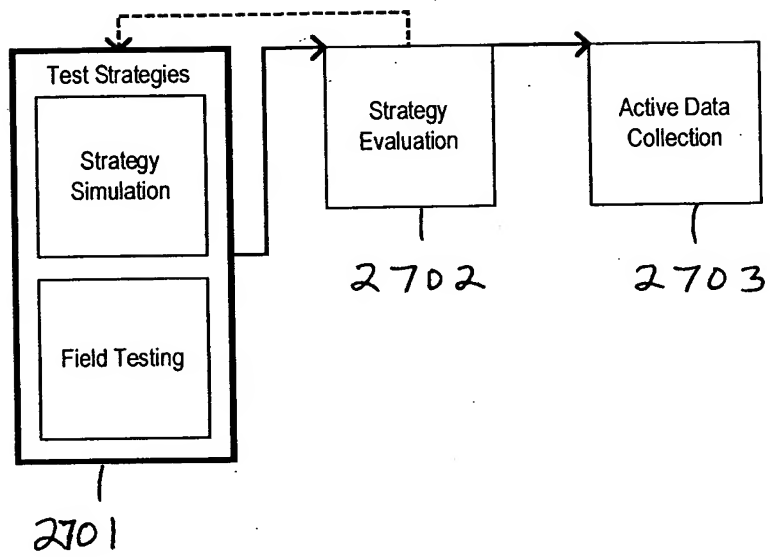 Test Strategies
Strategy
Simulation
Field Testing
2701
Strategy
Evaluation
2702
Active Data
Collection
2703